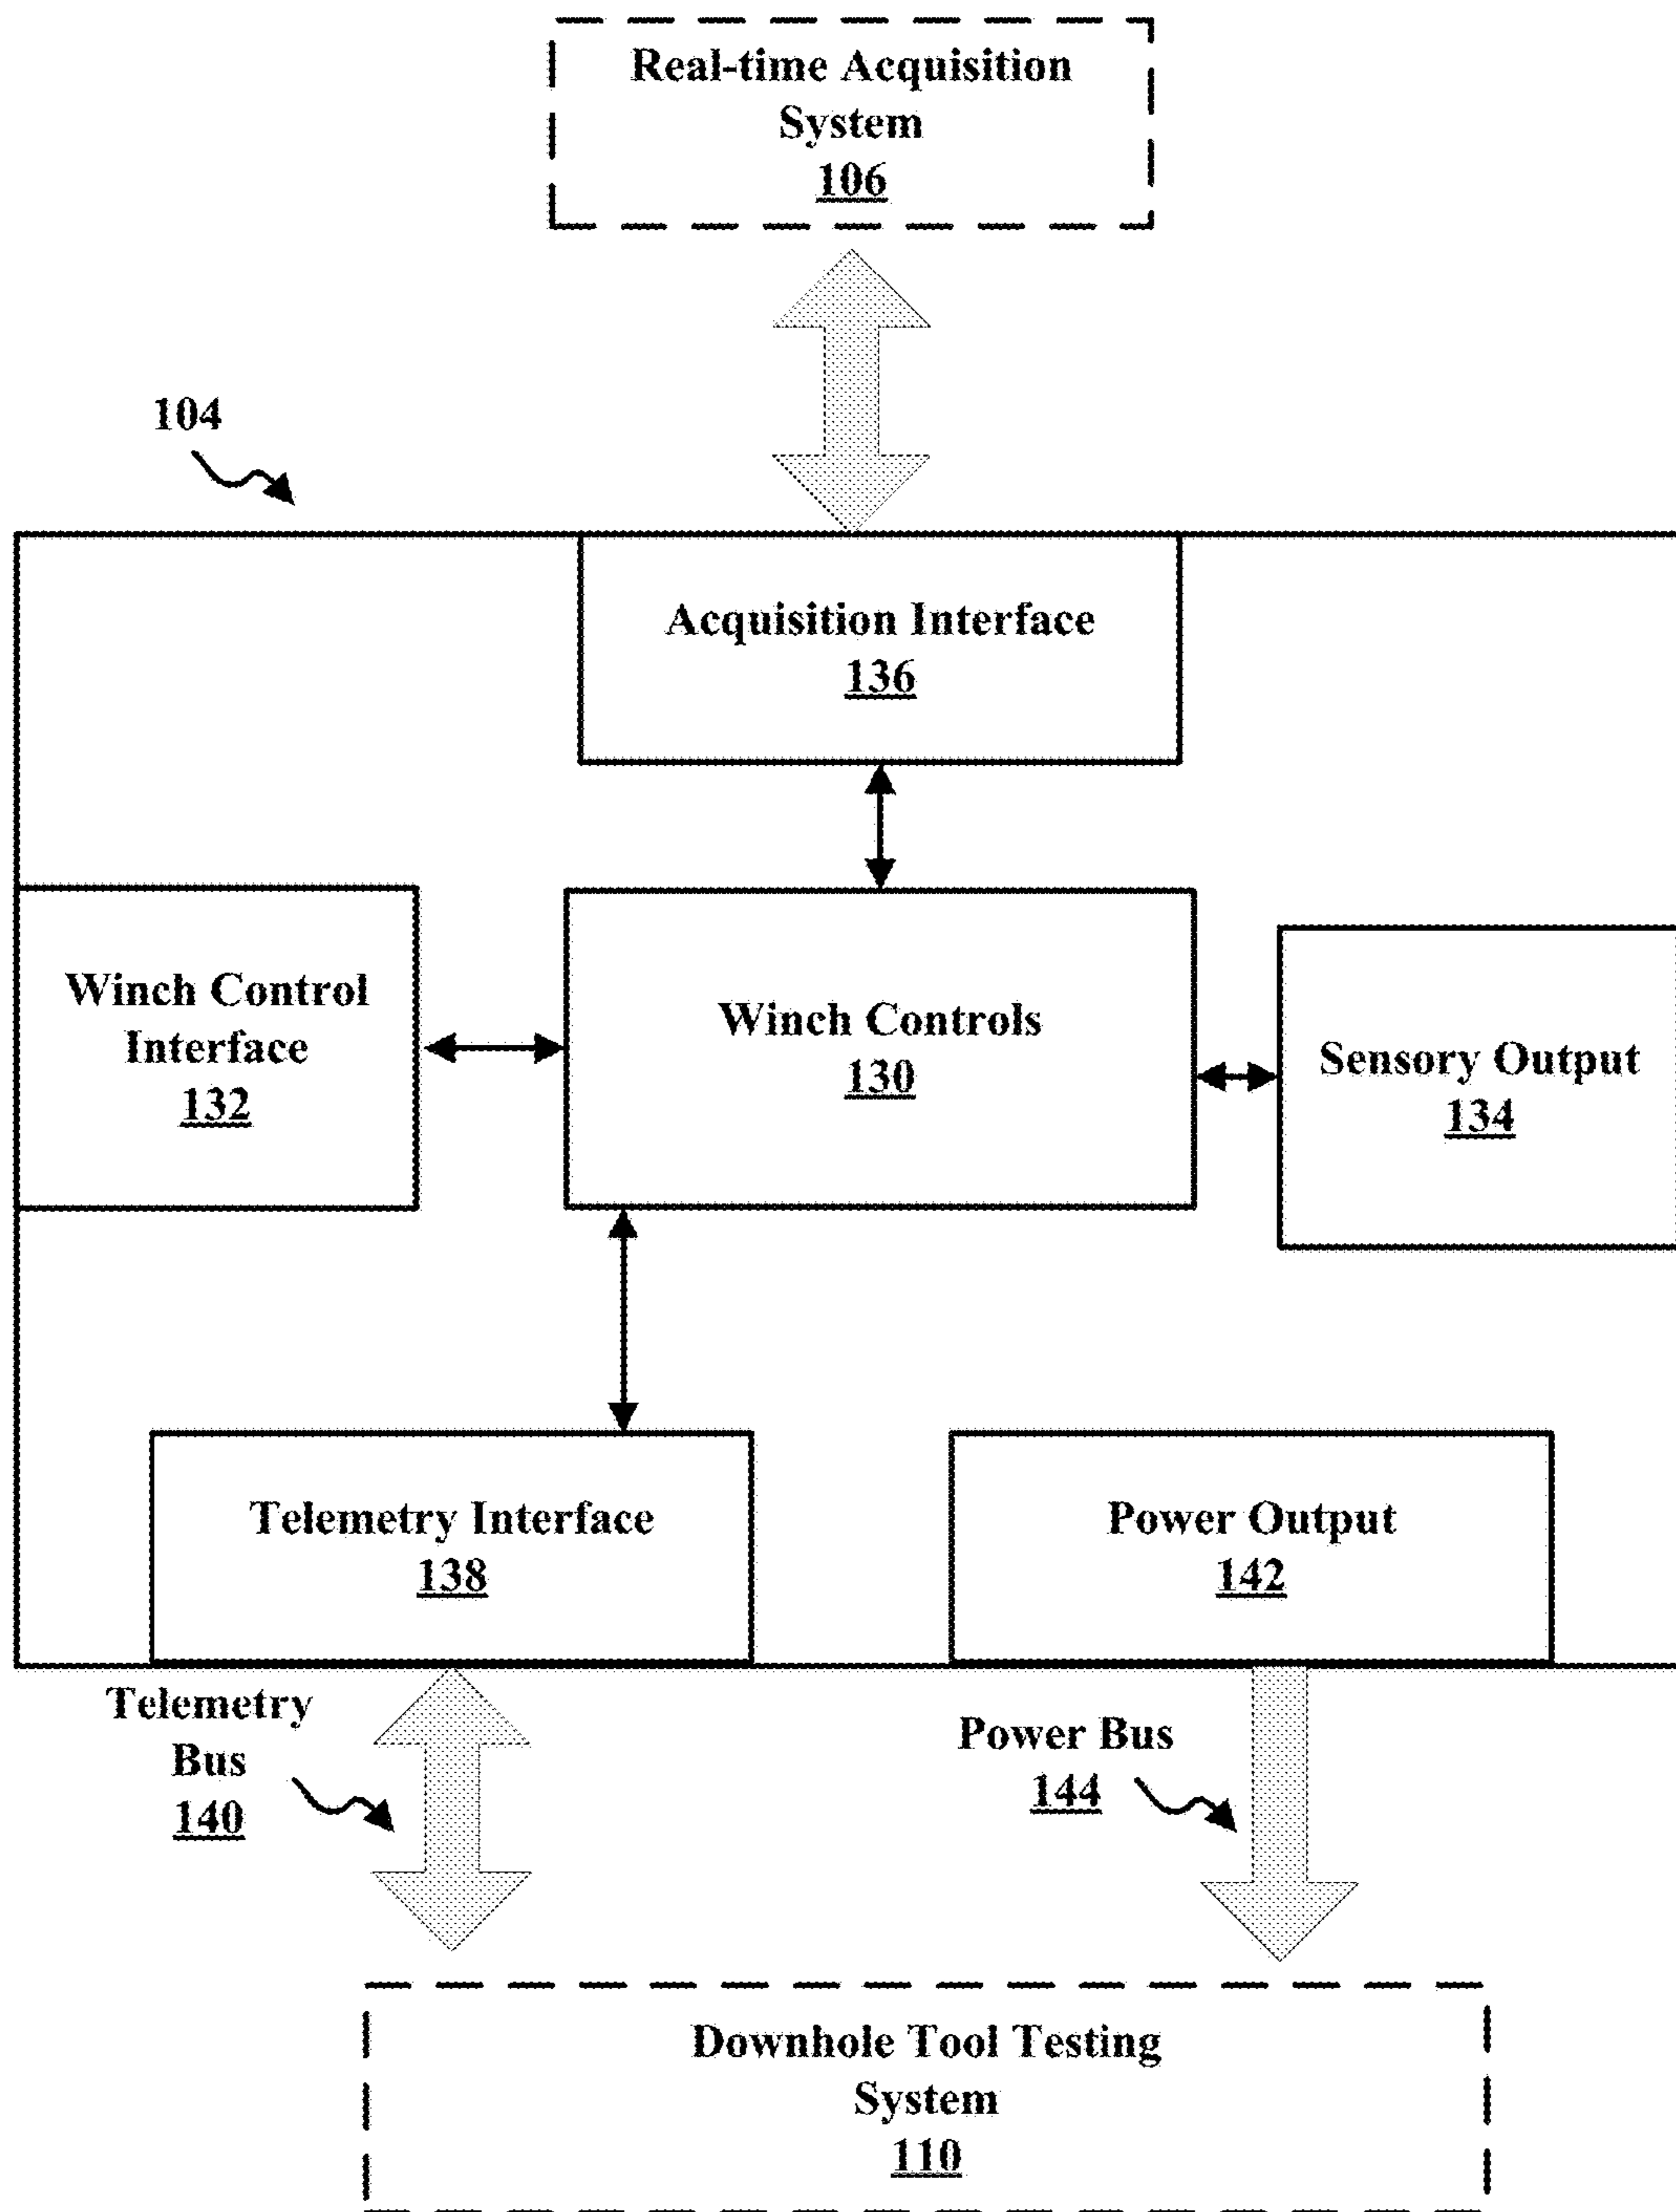 Real-time Acquisition
System
106
104
Acquisition Interface
136
Winch Control
Interface
132
Winch Controls
130
Sensory Output
134
Telemetry Interface
138
Power Output
142
Telemetry
Bus
140
Power Bus
144
Downhole Tool Testing
System
110